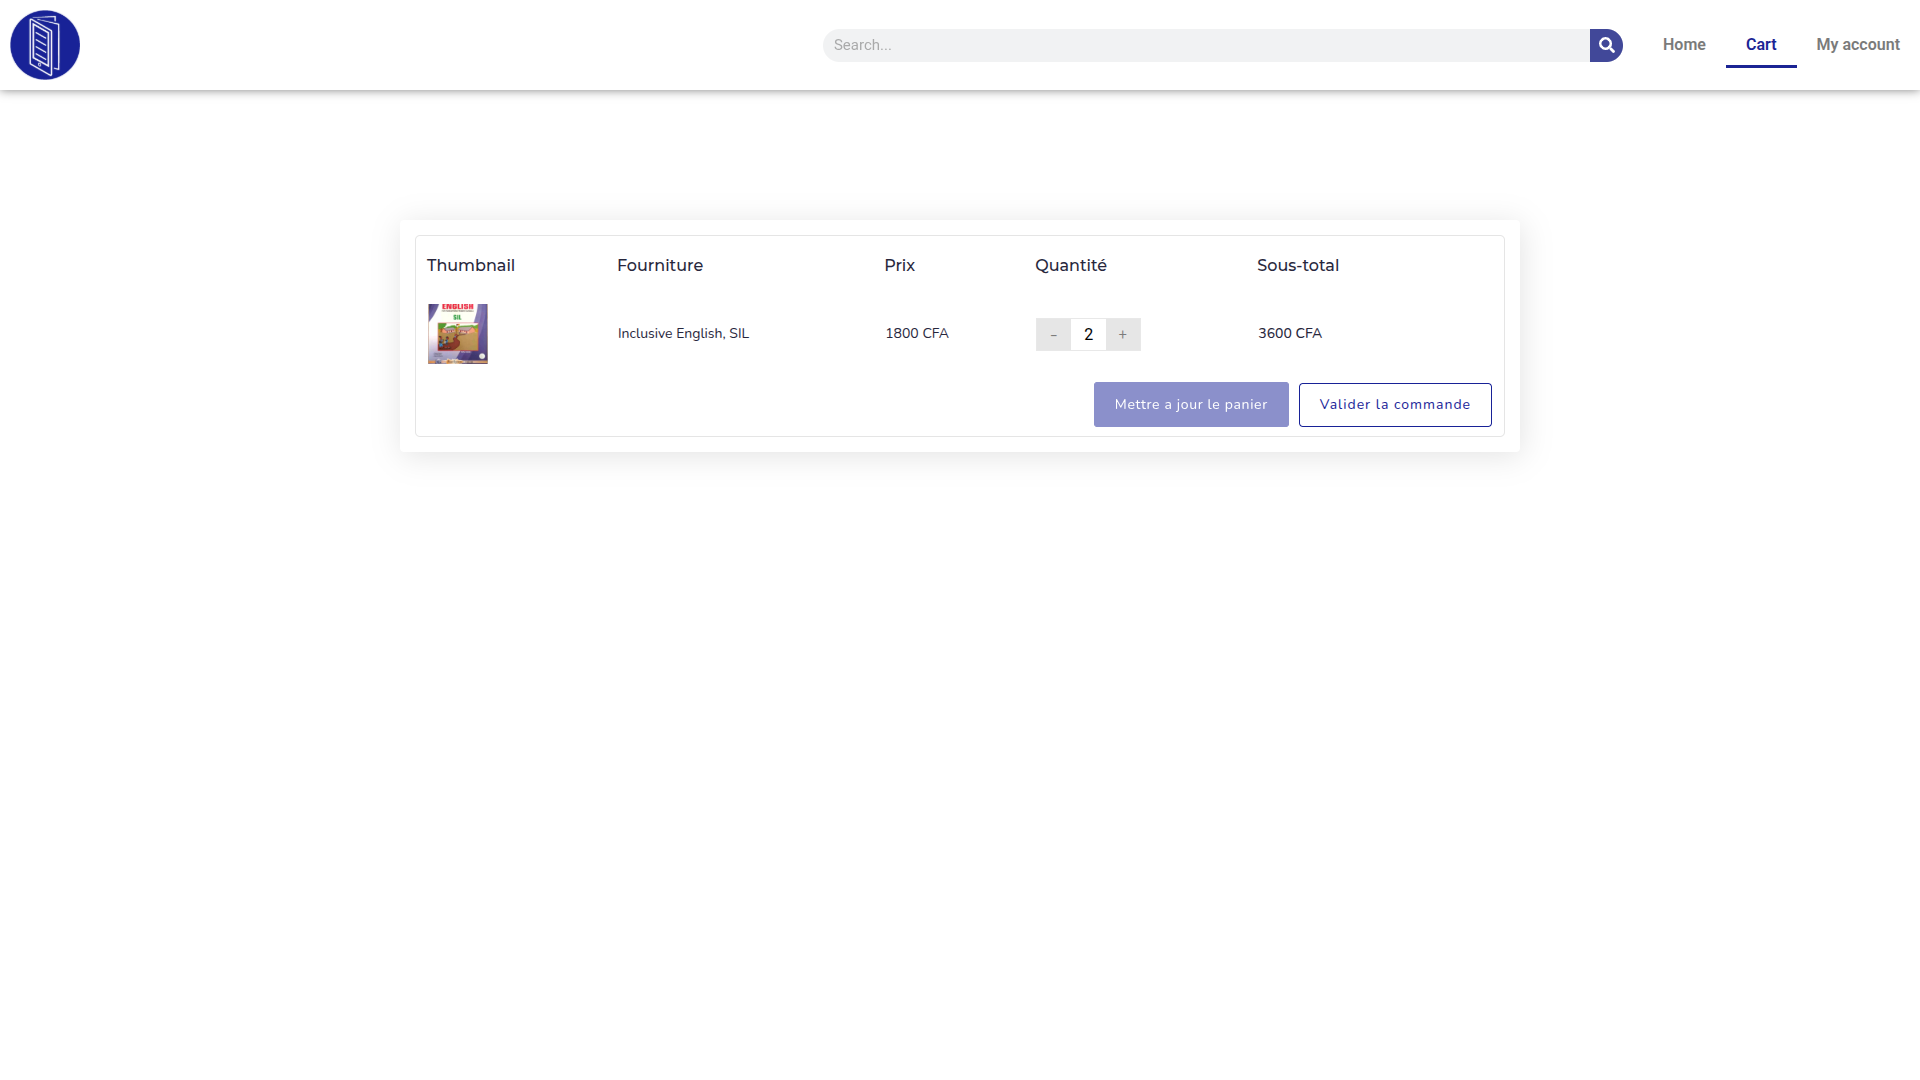 Search...
Home
Cart
My account
Thumbnail
Fourniture
Prix
Quantité
Sous-total
ENGLISH
SIL
Inclusive English, SIL
1800 CFA
-
2
+
3600 CFA
Mettre a jour le panier
Valider la commande